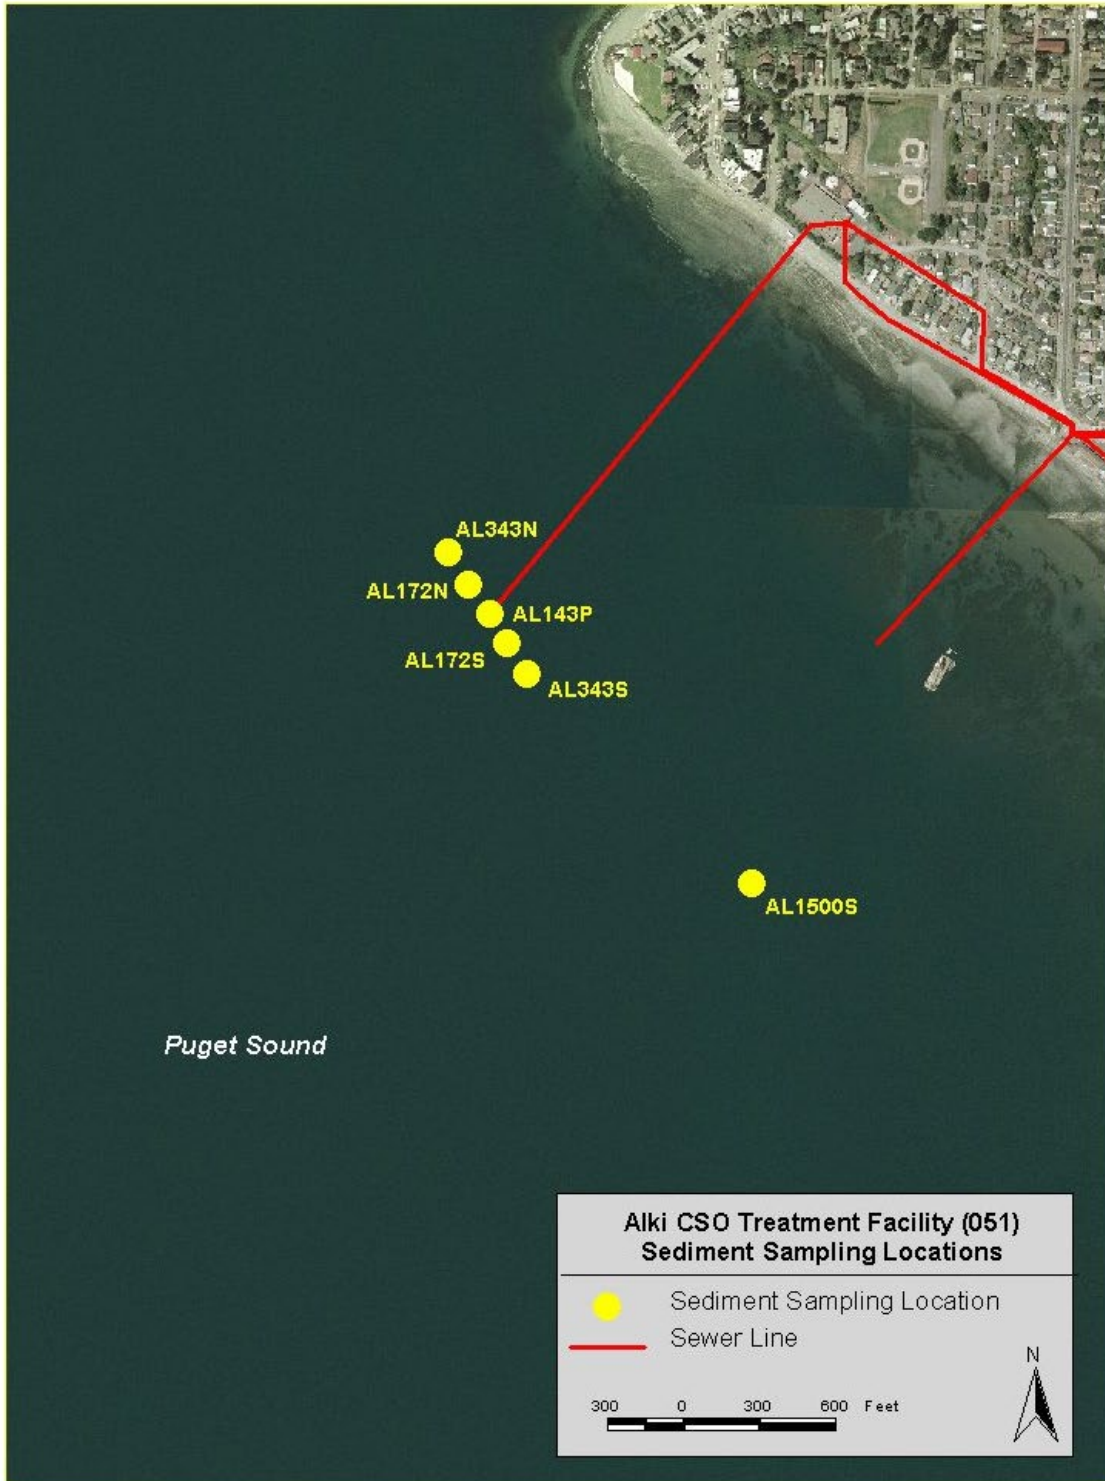 AL343N
AL172N
AL143P
AL172S
AL343S
AL1500S
Puget Sound
Alki CSO Treatment Facility (051)
Sediment Sampling Locations
Sediment Sampling Location
Sewer Line
N
300 0 300 600 Feet